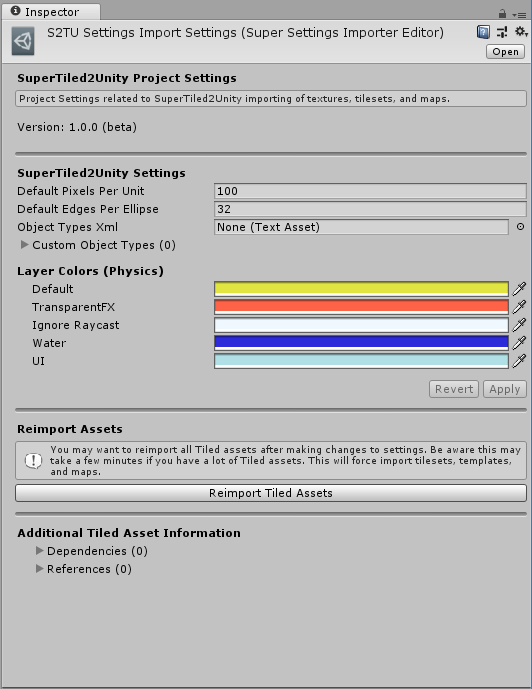 Inspector
S2TU Settings Import Settings (Super Settings Importer Editor)
Open
SuperTiled2Unity Project Settings
Project Settings related to SuperTiled2Unity importing of textures, tilesets, and maps.
Version: 1.0.0 (beta)
SuperTiled2Unity Settings
Default Pixels Per Unit 100
Default Edges Per Ellipse 32
Object Types Xml None (Text Asset)
Custom Object Types (0)
Layer Colors (Physics)
Default
TransparentFX
Ignore Raycast
Water
UI
Revert Apply
Reimport Assets
You may want to reimport all Tiled assets after making changes to settings. Be aware this may
take a few minutes if you have a lot of Tiled assets. This will force import tilesets, templates,
and maps.
Reimport Tiled Assets
Additional Tiled Asset Information
Dependencies (0)
References (0)